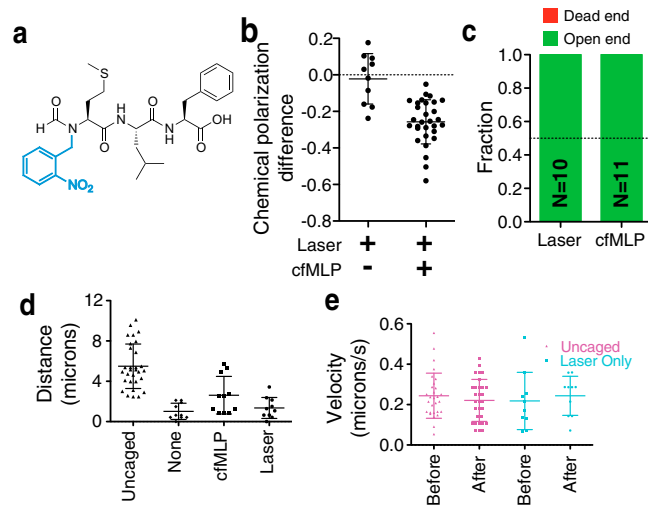 a
S
O
H
N
O
H
N
O
N
H
O
OH
NO₂
b
Chemical polarization
difference
0.2
0.0
-0.2
-0.4
-0.6
-0.8
Laser + +
cfMLP - +
c
Dead end
Open end
Fraction
1.0
0.8
0.6
0.4
0.2
0.0
N=10
N=11
Laser cfMLP
d
Distance
(microns)
12
8
4
0
Uncaged
None
cfMLP
Laser
e
Velocity
(microns/s)
0.6
0.4
0.2
0.0
Uncaged
Laser Only
Before
After
Before
After